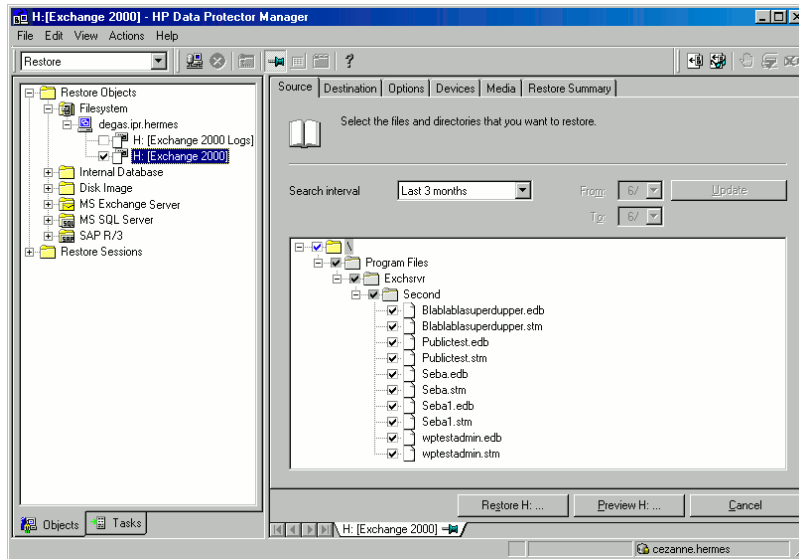 H:[Exchange 2000] - HP Data Protector Manager
File Edit View Actions Help
Restore
Restore Objects
Filesystem
degas.ipr.hermes
H: [Exchange 2000 Logs]
H: [Exchange 2000]
Internal Database
Disk Image
MS Exchange Server
MS SQL Server
SAP R/3
Restore Sessions
Objects
Tasks
Source Destination Options Devices Media Restore Summary
Select the files and directories that you want to restore.
Search interval Last 3 months From: 6/ Update
To: 6/
\
Program Files
Exchsrvr
Second
Blablablasuperdupper.edb
Blablablasuperdupper.stm
Publictest.edb
Publictest.stm
Seba.edb
Seba.stm
Seba1.edb
Seba1.stm
wptestadmin.edb
wptestadmin.stm
Restore H: ... Preview H: ... Cancel
H: [Exchange 2000]
cezanne.hermes